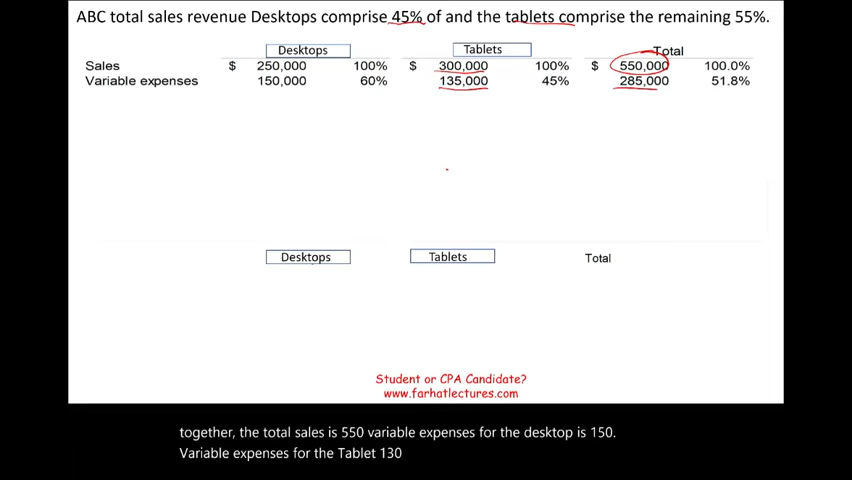 ABC total sales revenue Desktops comprise 45% of and the tablets comprise the remaining 55%.
Desktops Tablets Total
Sales $ 250,000 100% $ 300,000 100% $ 550,000 100.0%
Variable expenses 150,000 60% 135,000 45% 285,000 51.8%
Desktops Tablets Total
Student or CPA Candidate?
www.farhatlectures.com
together, the total sales is 550 variable expenses for the desktop is 150.
Variable expenses for the Tablet 130